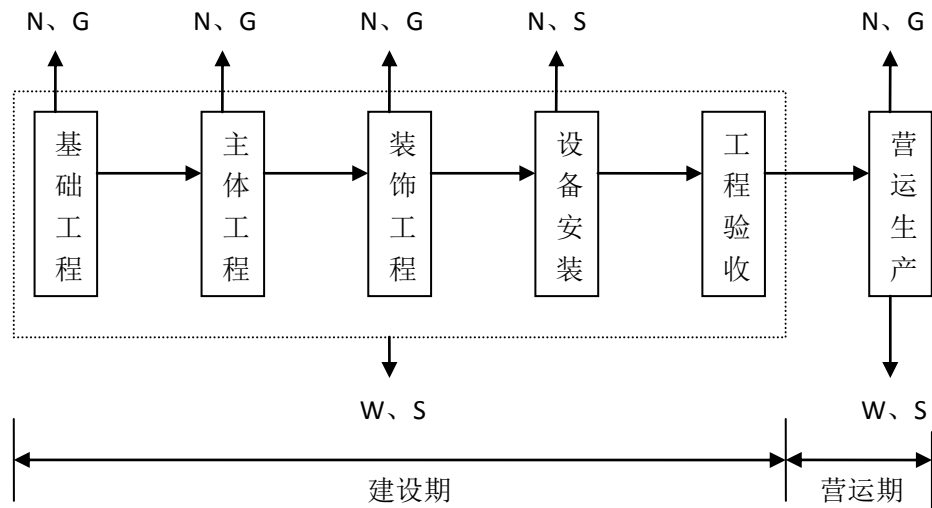 N、G
N、G
N、G
N、S
N、G
基础工程
主体工程
装饰工程
设备安装
工程验收
营运生产
W、S
W、S
建设期
营运期